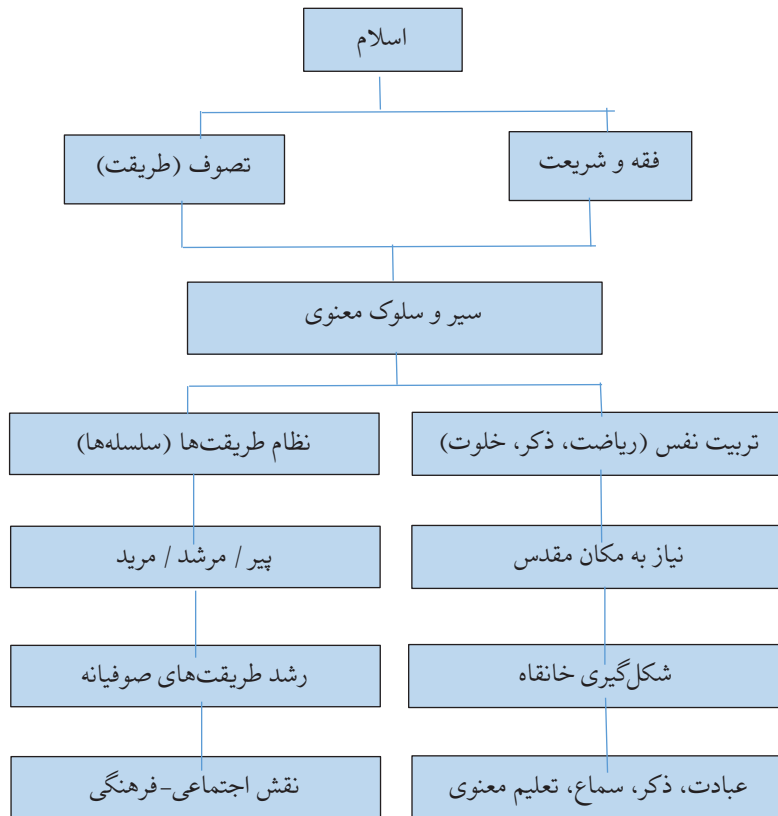 اسلام
فقه و شریعت
تصوف (طریقت)
سیر و سلوک معنوی
تربیت نفس (ریاضت، ذکر، خلوت)
نظام طریقت‌ها (سلسله‌ها)
نیاز به مکان مقدس
پیر / مرشد / مرید
شکل‌گیری خانقاه
رشد طریقت‌های صوفیانه
عبادت، ذکر، سماع، تعلیم معنوی
نقش اجتماعی-فرهنگی